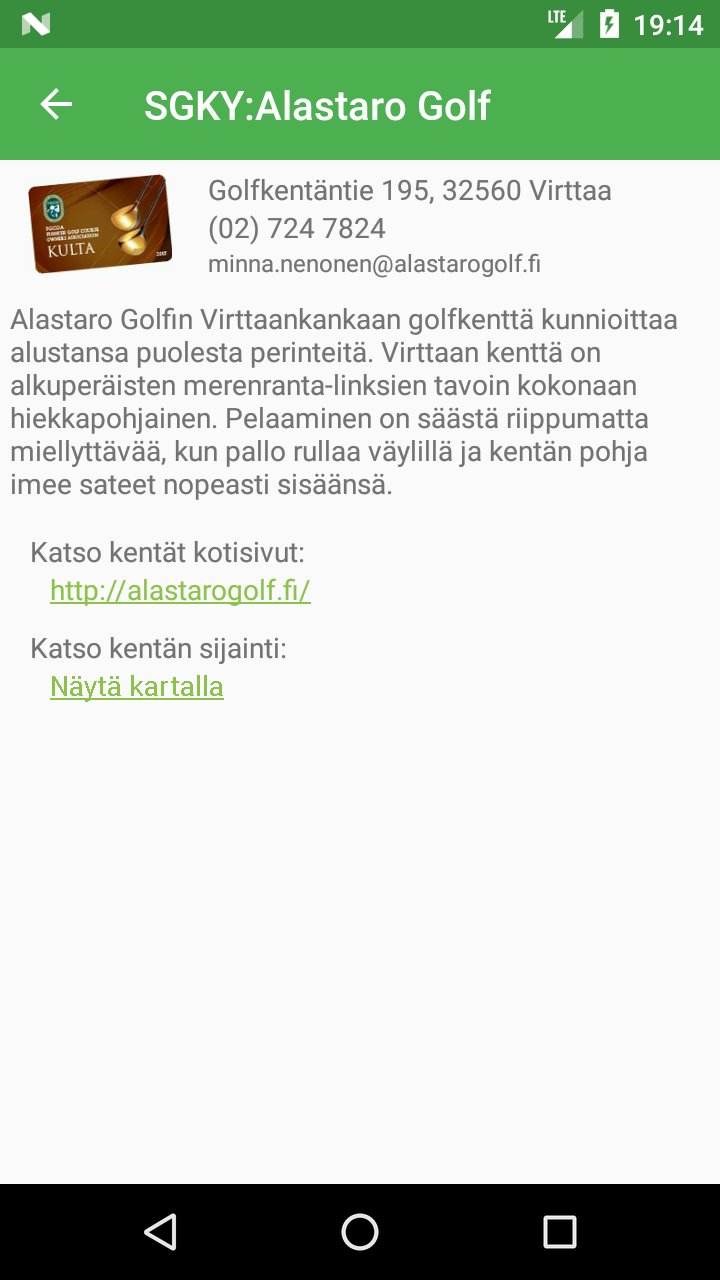 LTE
19:14
SGKY:Alastaro Golf
Golfkentäntie 195, 32560 Virttaa
(02) 724 7824
minna.nenonen@alastarogolf.fi
KULTA
Alastaro Golfin Virttaankankaan golfkenttä kunnioittaa
alustansa puolesta perinteitä. Virttaan kenttä on
alkuperäisten merenranta-linksien tavoin kokonaan
hiekkapohjainen. Pelaaminen on säästä riippumatta
miellyttävää, kun pallo rullaa väylillä ja kentän pohja
imee sateet nopeasti sisäänsä.
Katso kentät kotisivut:
http://alastarogolf.fi/
Katso kentän sijainti:
Näytä kartalla